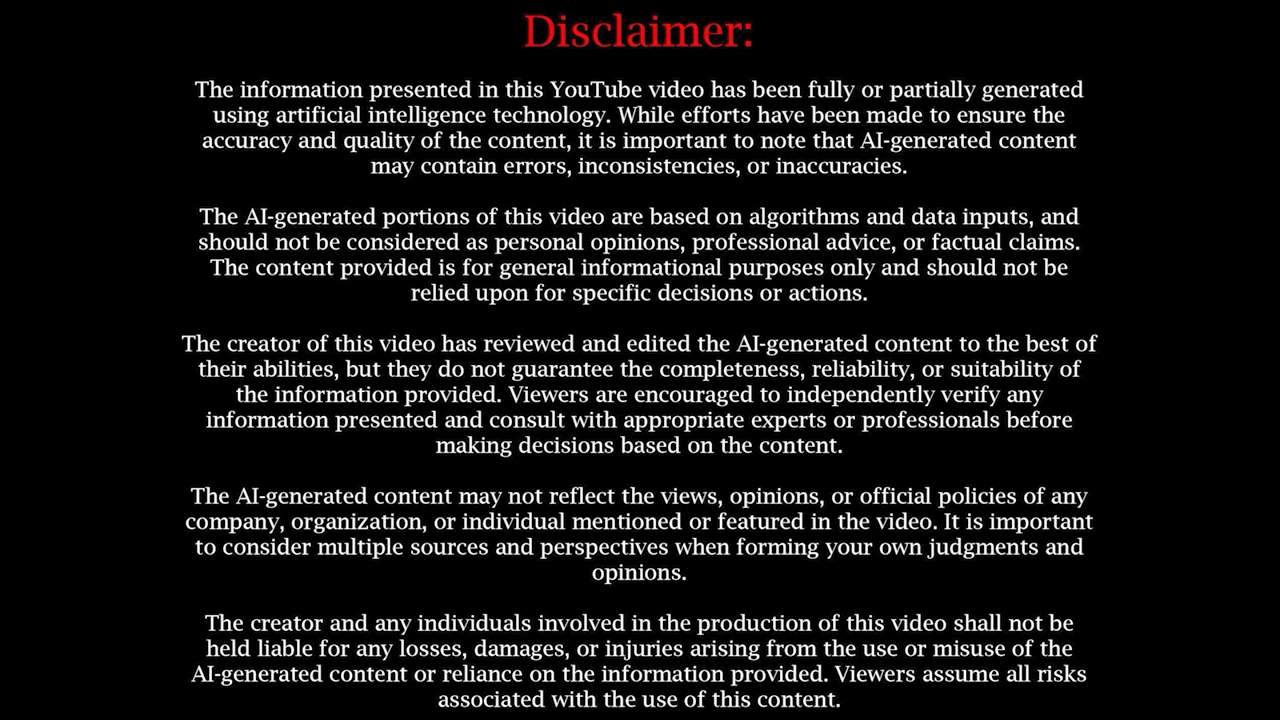 Disclaimer:
The information presented in this YouTube video has been fully or partially generated
using artificial intelligence technology. While efforts have been made to ensure the
accuracy and quality of the content, it is important to note that AI-generated content
may contain errors, inconsistencies, or inaccuracies.
The AI-generated portions of this video are based on algorithms and data inputs, and
should not be considered as personal opinions, professional advice, or factual claims.
The content provided is for general informational purposes only and should not be
relied upon for specific decisions or actions.
The creator of this video has reviewed and edited the AI-generated content to the best of
their abilities, but they do not guarantee the completeness, reliability, or suitability of
the information provided. Viewers are encouraged to independently verify any
information presented and consult with appropriate experts or professionals before
making decisions based on the content.
The AI-generated content may not reflect the views, opinions, or official policies of any
company, organization, or individual mentioned or featured in the video. It is important
to consider multiple sources and perspectives when forming your own judgments and
opinions.
The creator and any individuals involved in the production of this video shall not be
held liable for any losses, damages, or injuries arising from the use or misuse of the
AI-generated content or reliance on the information provided. Viewers assume all risks
associated with the use of this content.